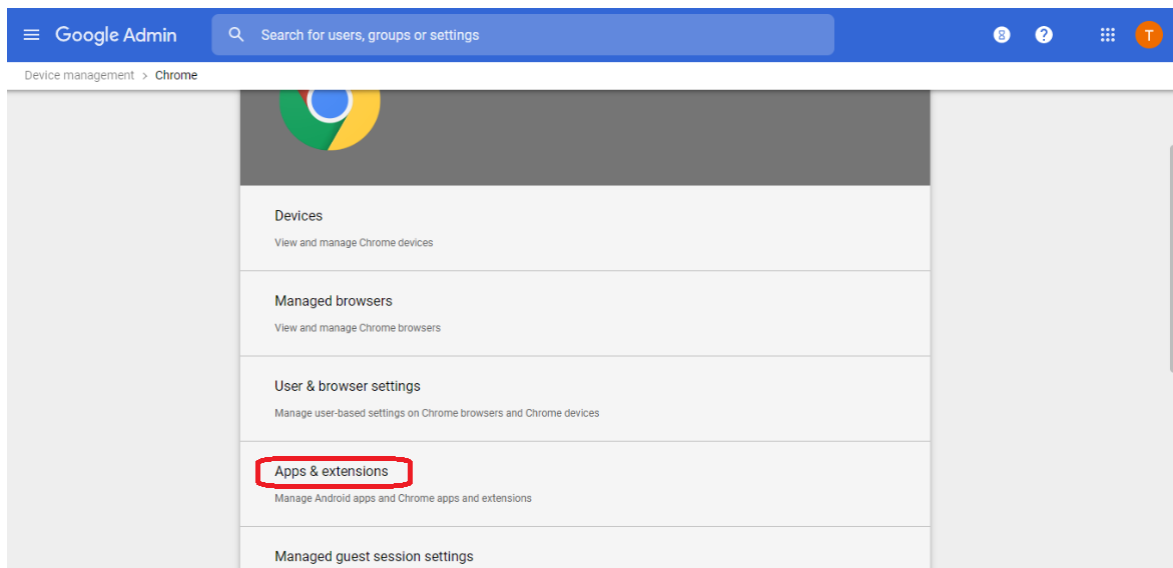 Google Admin
Search for users, groups or settings
T
Device management > Chrome
Devices
View and manage Chrome devices
Managed browsers
View and manage Chrome browsers
User & browser settings
Manage user-based settings on Chrome browsers and Chrome devices
Apps & extensions
Manage Android apps and Chrome apps and extensions
Managed guest session settings